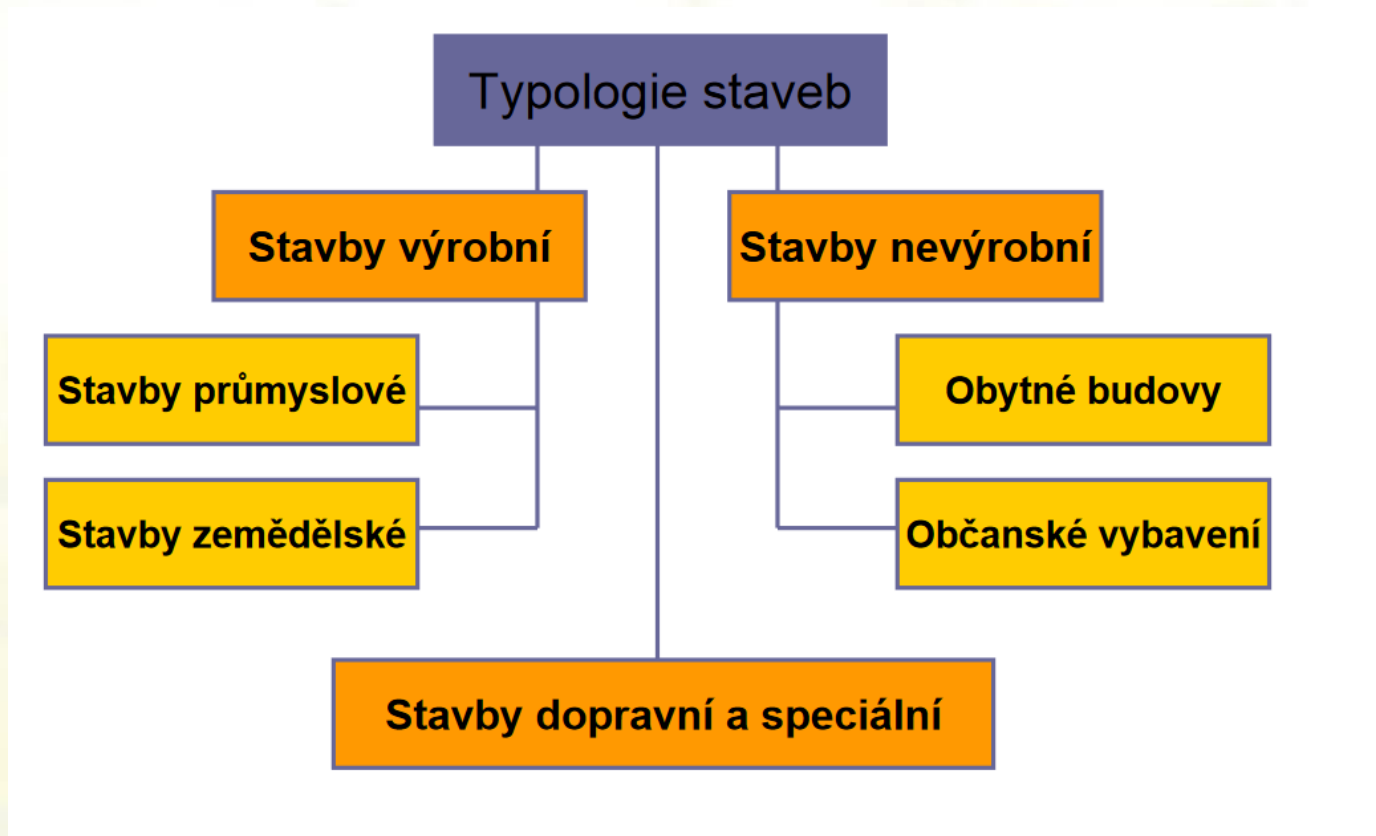 Typologie staveb
Stavby výrobní
Stavby nevýrobní
Stavby průmyslové
Obytné budovy
Stavby zemědělské
Občanské vybavení
Stavby dopravní a speciální